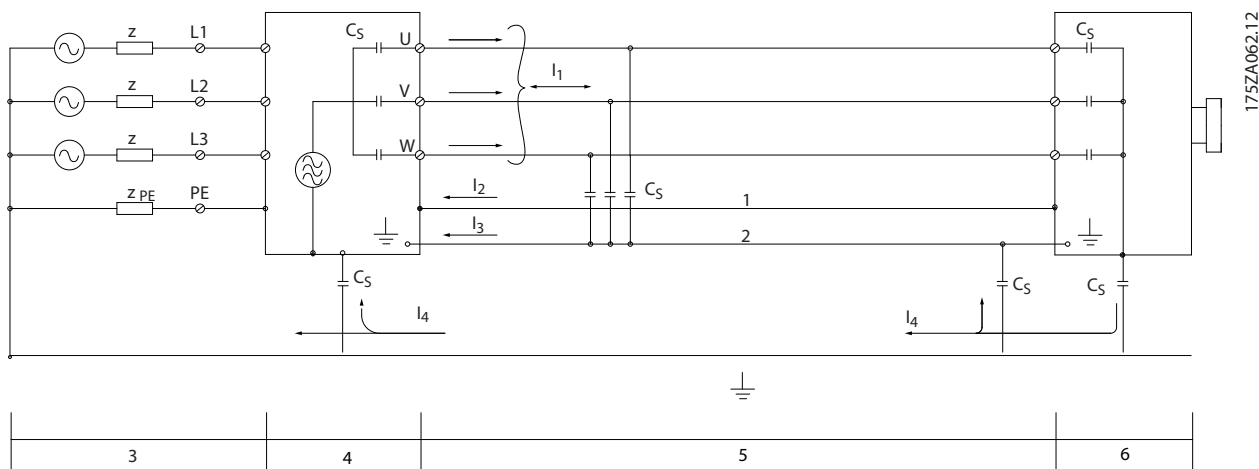 z L1 C_S U C_S
I_1
z L2 V
z L3 W
z PE PE I_2 C_S 1
I_3 2
C_S C_S C_S
I_4 I_4
3 4 5 6
175ZA062.12